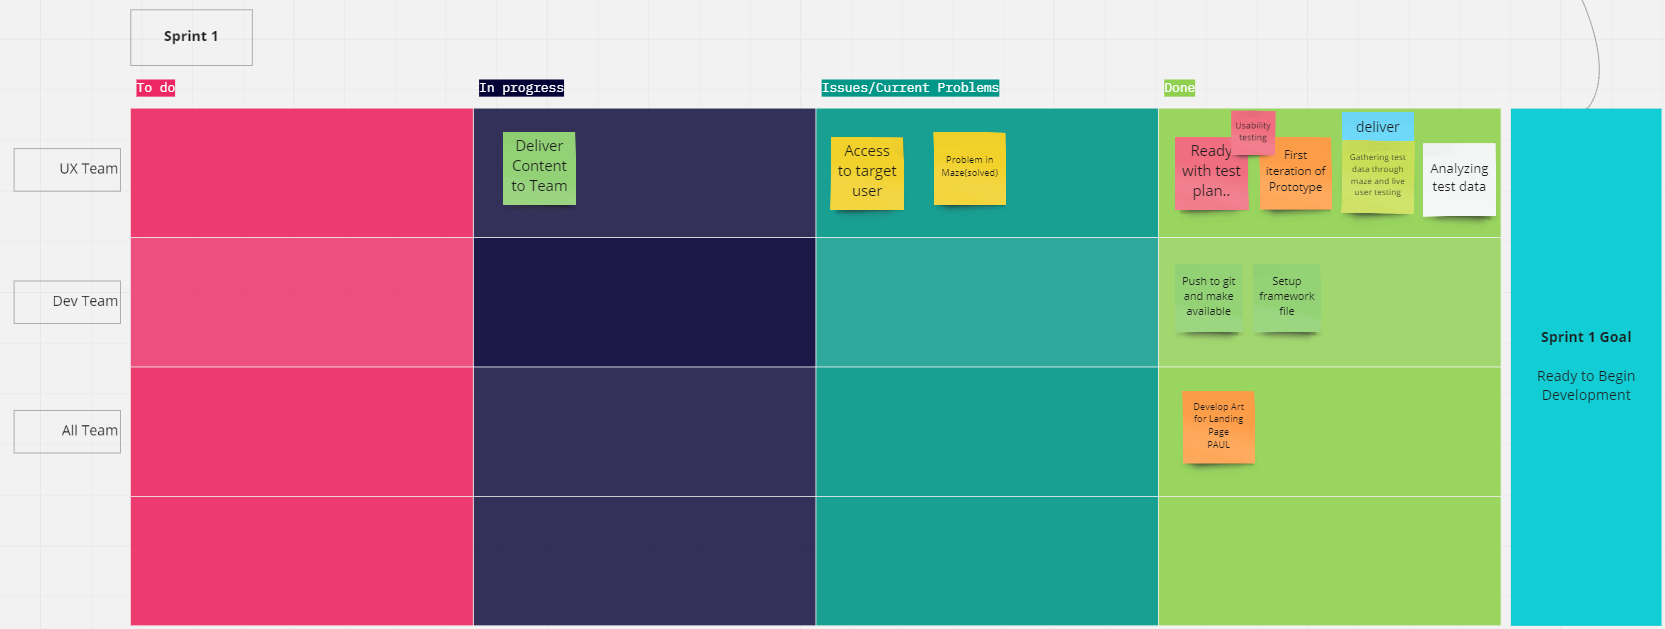 Sprint 1
To do
In progress
Issues/Current Problems
Done
UX Team
Deliver
Content
to Team
Access
to target
user
Problem in
Maze(solved)
Usability
testing
Ready
with test
plan..
First
iteration of
Prototype
deliver
Gathering test
data through
maze and live
user testing
Analyzing
test data
Dev Team
Push to git
and make
available
Setup
framework
file
All Team
Develop Art
for Landing
Page
PAUL
Sprint 1 Goal
Ready to Begin
Development